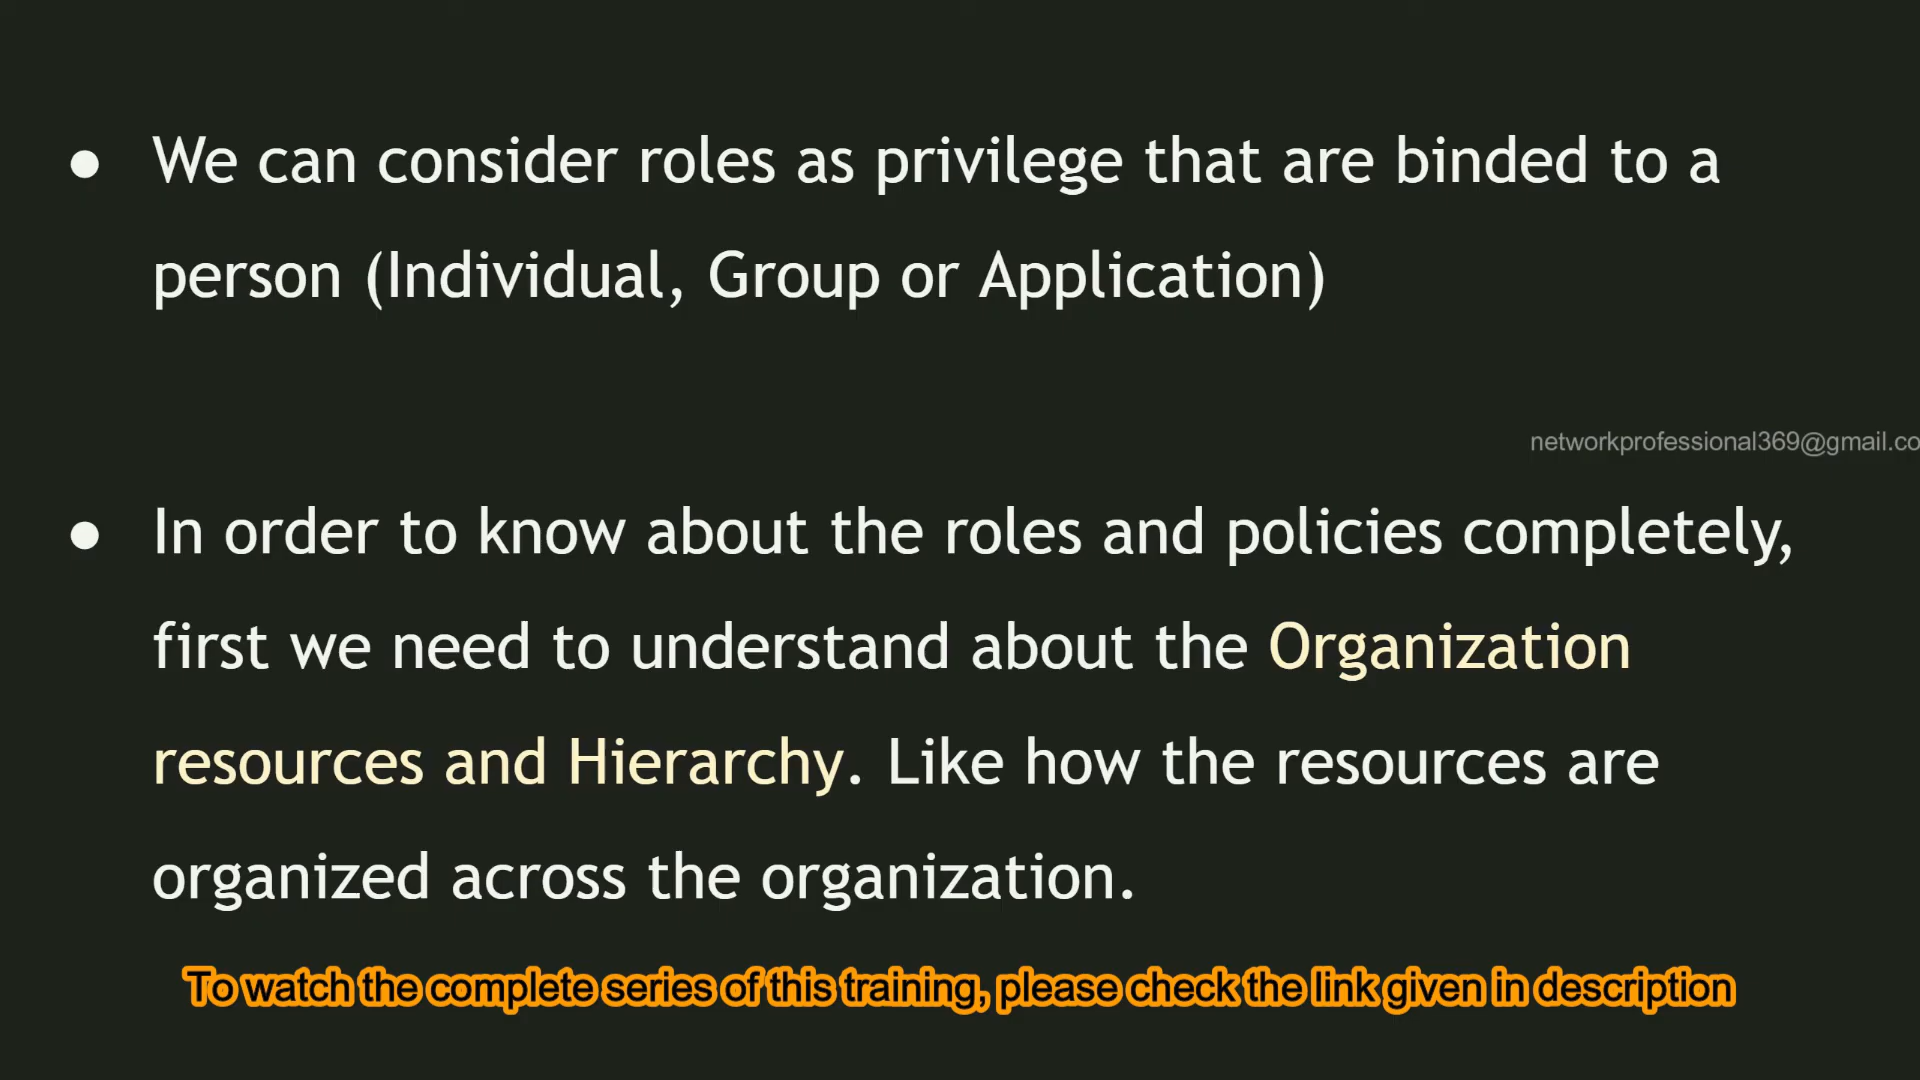 ● We can consider roles as privilege that are binded to a
person (Individual, Group or Application)
networkprofessional369@gmail.co
● In order to know about the roles and policies completely,
first we need to understand about the Organization
resources and Hierarchy. Like how the resources are
organized across the organization.
To watch the complete series of this training, please check the link given in description